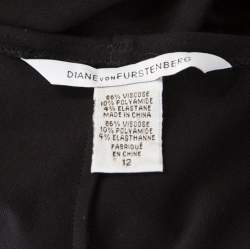 DIANE VON FURSTENBERG
86% VISCOSE
10% POLYAMIDE
4% ELASTANE
MADE IN CHINA
86% VISCOSE
10% POLYAMIDE
4% ELASTHANNE
FABRIQUÉ
EN CHINE
12